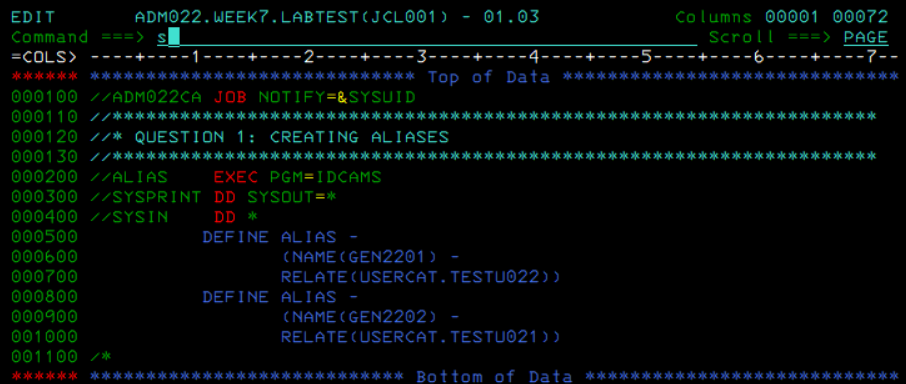 EDIT       ADM022.WEEK7.LABTEST(JCL001) - 01.03                 Columns 00001 00072
Command ===> s                                                  Scroll ===> PAGE
=COLS> ----+----1----+----2----+----3----+----4----+----5----+----6----+----7--
****** ***************************** Top of Data ******************************
000100 //ADM022CA JOB NOTIFY=&SYSUID
000110 //*********************************************************************
000120 //* QUESTION 1: CREATING ALIASES
000130 //*********************************************************************
000200 //ALIAS    EXEC PGM=IDCAMS
000300 //SYSPRINT DD SYSOUT=*
000400 //SYSIN    DD *
000500           DEFINE ALIAS -
000600                  (NAME(GEN2201) -
000700                  RELATE(USERCAT.TESTU022))
000800           DEFINE ALIAS -
000900                  (NAME(GEN2202) -
001000                  RELATE(USERCAT.TESTU021))
001100 /*
****** **************************** Bottom of Data ****************************